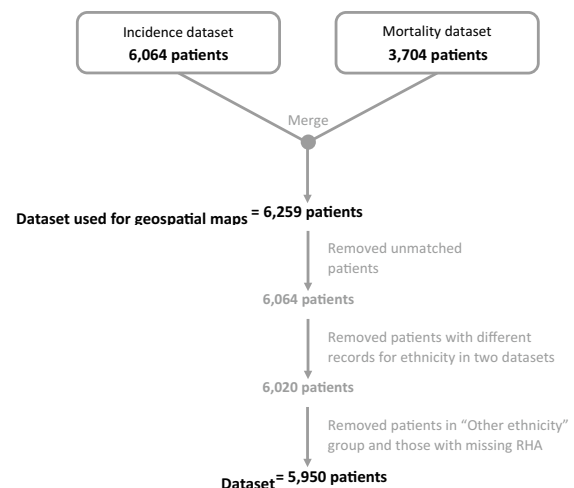 Incidence dataset
6,064 patients
Mortality dataset
3,704 patients
Merge
Dataset used for geospatial maps = 6,259 patients
Removed unmatched
patients
6,064 patients
Removed patients with different
records for ethnicity in two datasets
6,020 patients
Removed patients in “Other ethnicity”
group and those with missing RHA
Dataset = 5,950 patients